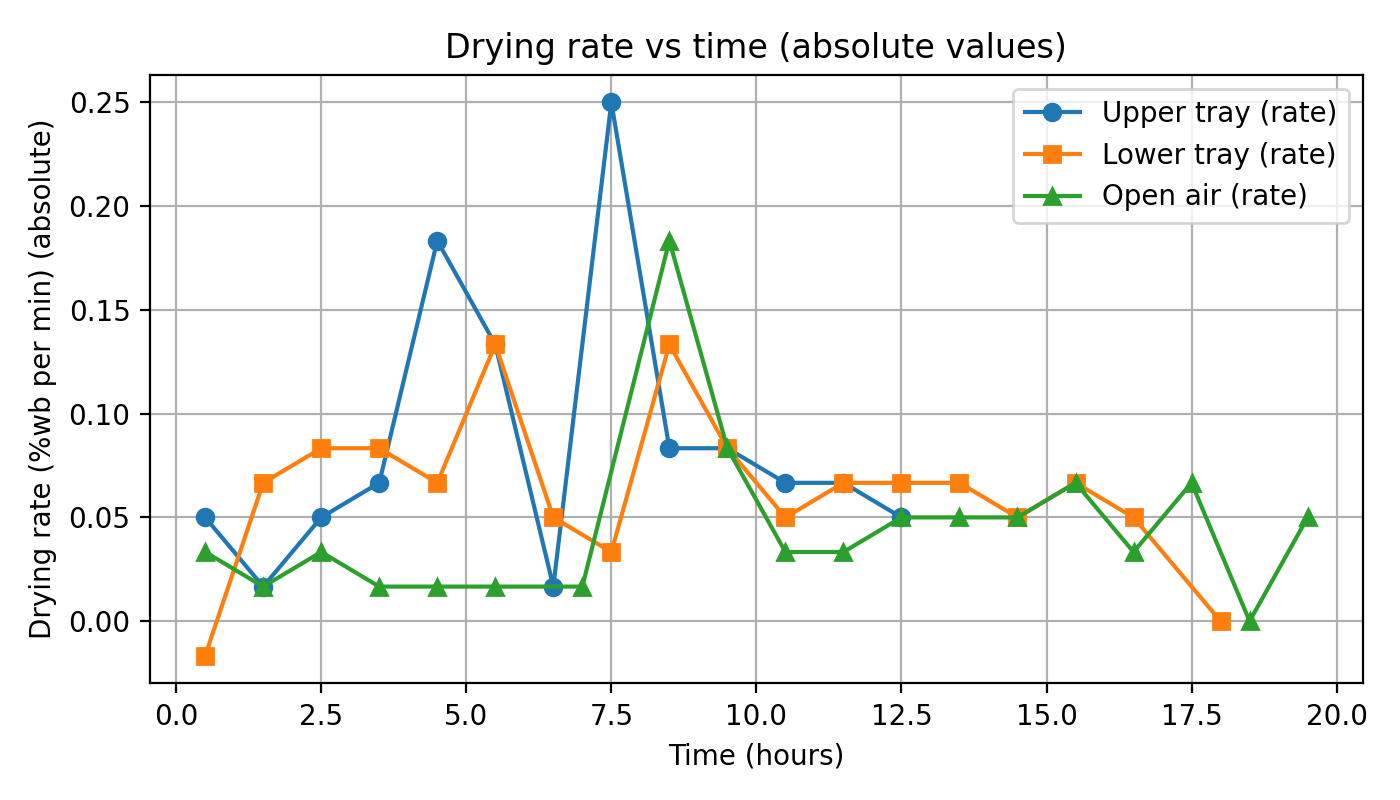 Drying rate vs time (absolute values)
Drying rate (%wb per min) (absolute)
0.25
0.20
0.15
0.10
0.05
0.00
Upper tray (rate)
Lower tray (rate)
Open air (rate)
0.0 2.5 5.0 7.5 10.0 12.5 15.0 17.5 20.0
Time (hours)